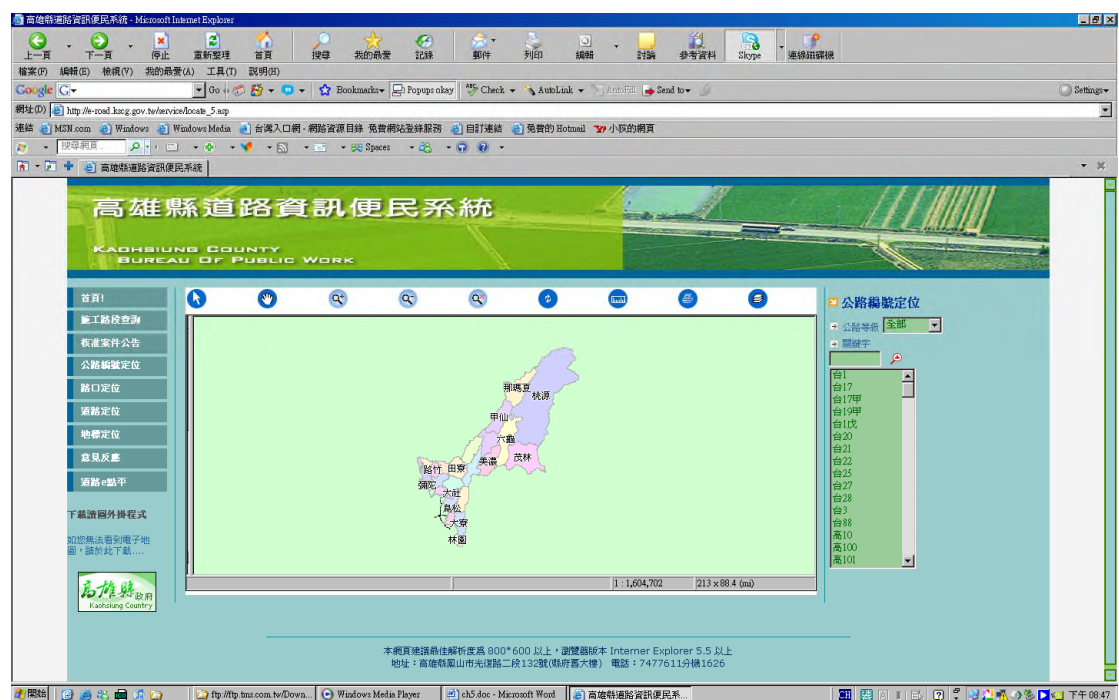 高雄縣道路資訊便民系統 - Microsoft Internet Explorer
上一頁 下一頁 停止 重新整理 首頁 搜尋 我的最愛 記錄 郵件 列印 編輯 討論 參考資料 Skype 連線磁碟機
檔案(F) 編輯(E) 檢視(V) 我的最愛(A) 工具(T) 說明(H)
Google Go Bookmarks Popups okay Check AutoLink AutoFill Send to Settings
網址(D) http://e-road.kscg.gov.tw/service/locate_5.asp
連結 MSN.com Windows Windows Media 台灣入口網 - 網路資源目錄 免費網站登錄服務 自訂連結 免費的 Hotmail 小灰的網頁
搜尋網頁... Spaces
高雄縣道路資訊便民系統
高雄縣道路資訊便民系統
KAOHSIUNG COUNTY
BUREAU OF PUBLIC WORK
首頁!
施工路段查詢
核准案件公告
公路編號定位
路口定位
道路定位
地標定位
意見反應
道路e點平
下載讀圖外掛程式
如您無法看到電子地
圖,請於此下載....
高雄縣政府
Kaohsiung Country
那瑪夏
桃源
甲仙
六龜
美濃
茂林
路竹
田寮
彌陀
大社
鳥松
大寮
林園
1 : 1,604,702 213 x 88.4 (mi)
公路編號定位
公路等級 全部
關鍵字
台1
台17
台17甲
台19甲
台1戊
台20
台21
台22
台25
台27
台28
台3
台88
高10
高100
高101
本網頁建議最佳解析度為 800*600 以上,瀏覽器版本 Interner Explorer 5.5 以上
地址:高雄縣鳳山市光復路二段132號(縣府舊大樓) 電話:7477611分機1626
開始 ftp://ftp.tms.com.tw/Down... Windows Media Player ch5.doc - Microsoft Word 高雄縣道路資訊便民系... 下午 08:47